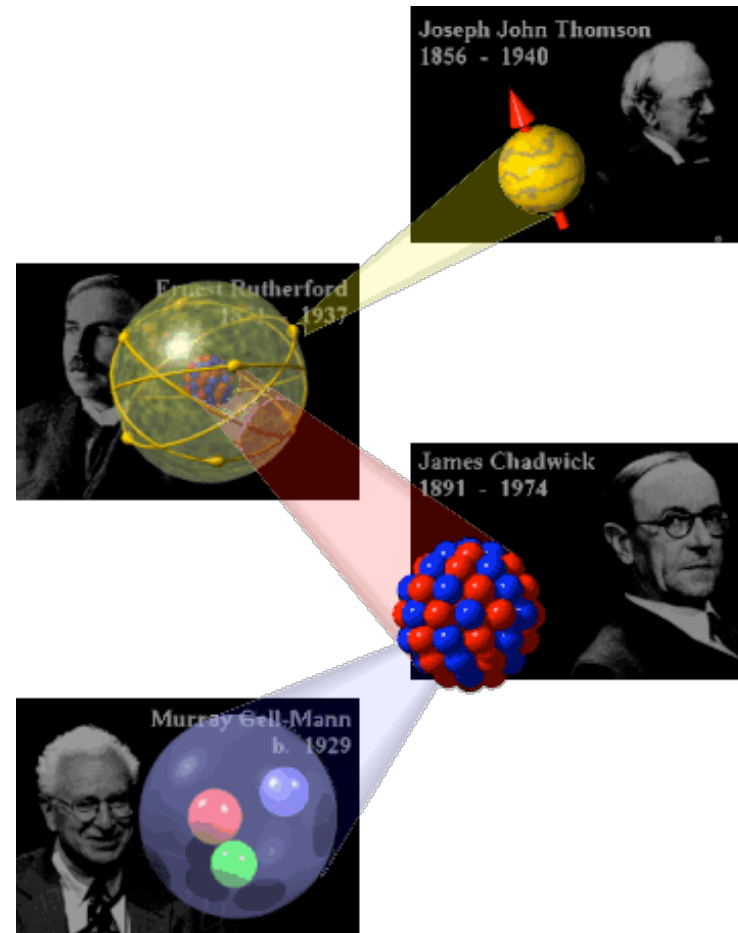 Joseph John Thomson
1856 - 1940
Ernest Rutherford
1937
James Chadwick
1891 - 1974
Murray Gell-Mann
b. 1929